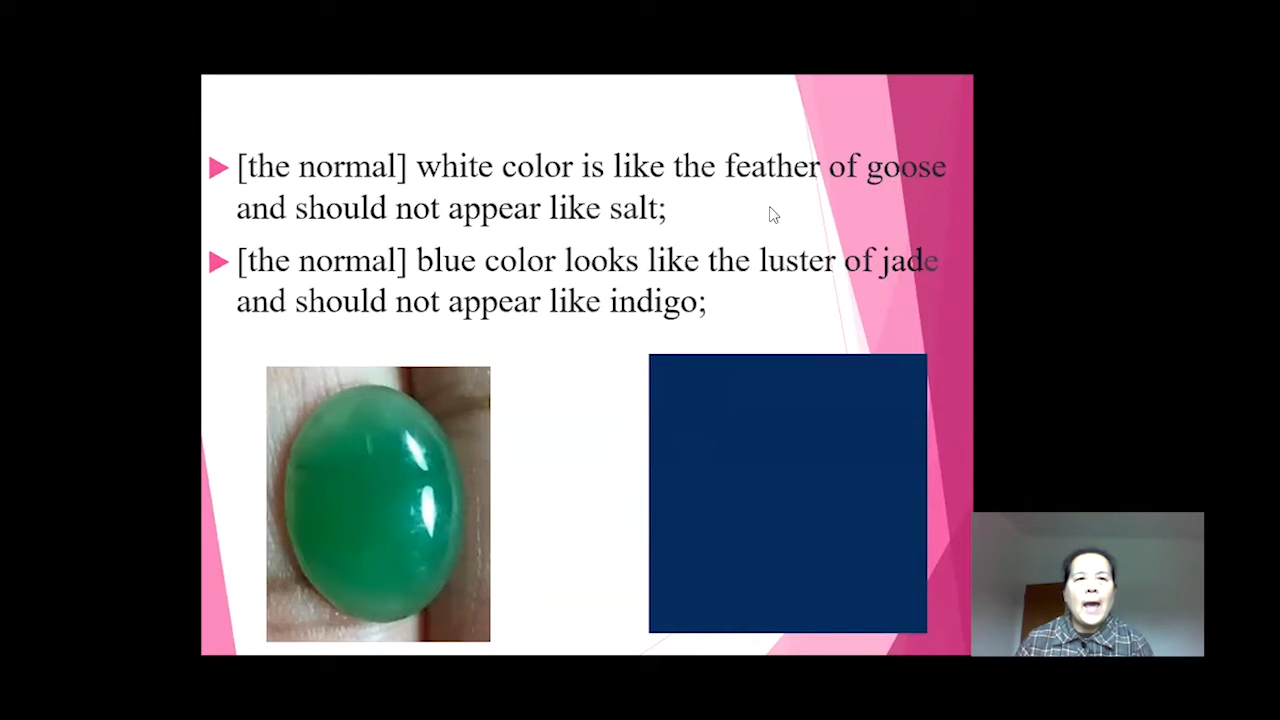 [the normal] white color is like the feather of goose
and should not appear like salt;
[the normal] blue color looks like the luster of jade
and should not appear like indigo;